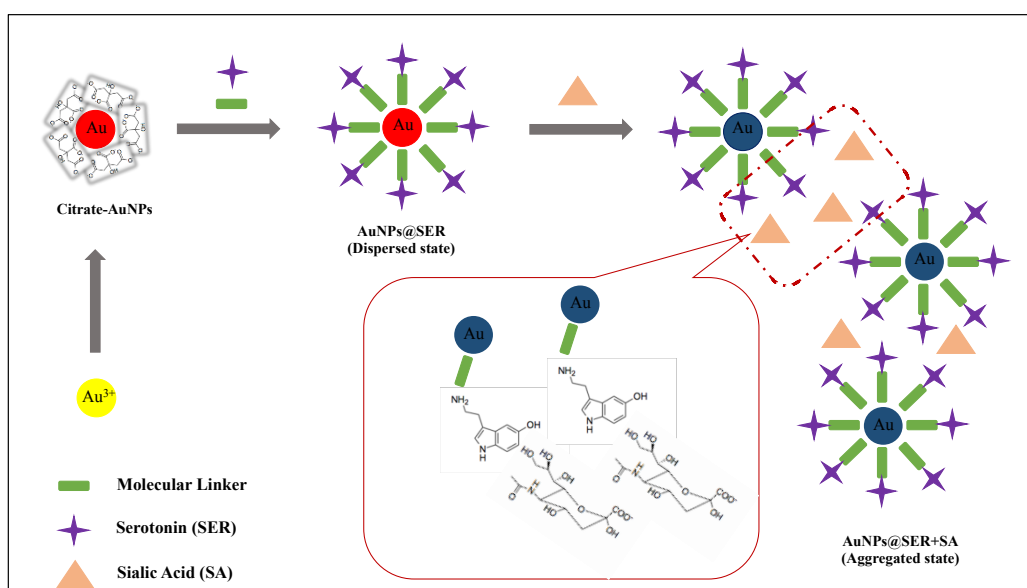 Au
Citrate-AuNPs
Au³⁺
Au
AuNPs@SER
(Dispersed state)
Au
Au
Au
AuNPs@SER+SA
(Aggregated state)
Au
Au
NH₂
OH
N
H
NH₂
OH
N
H
HO
HO
OH
H
N
O
HO
O
COO⁻
OH
HO
HO
OH
H
N
O
HO
O
COO⁻
OH
Molecular Linker
Serotonin (SER)
Sialic Acid (SA)